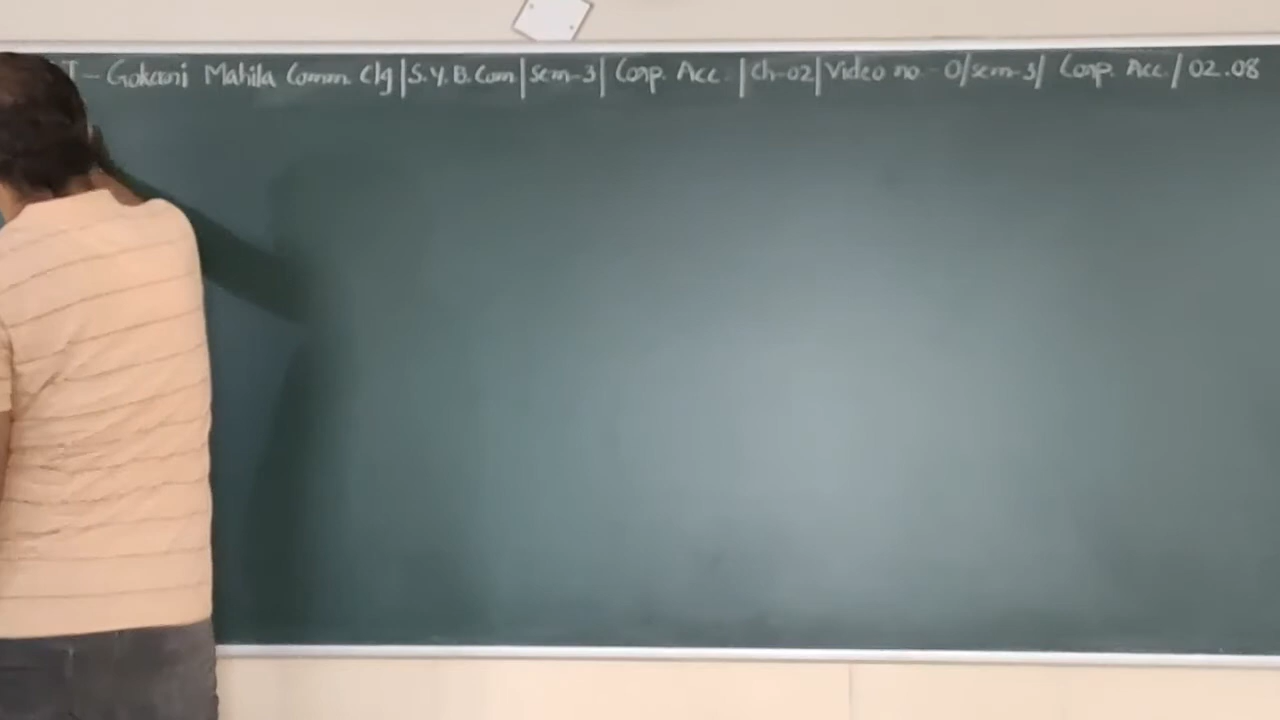 T - Gokani Mahila Comm. Clg | S.Y.B.Com | Sem-3 | Corp. Acc. | Ch-02 | Video no - 0/sem-3/ Corp. Acc / 02.08